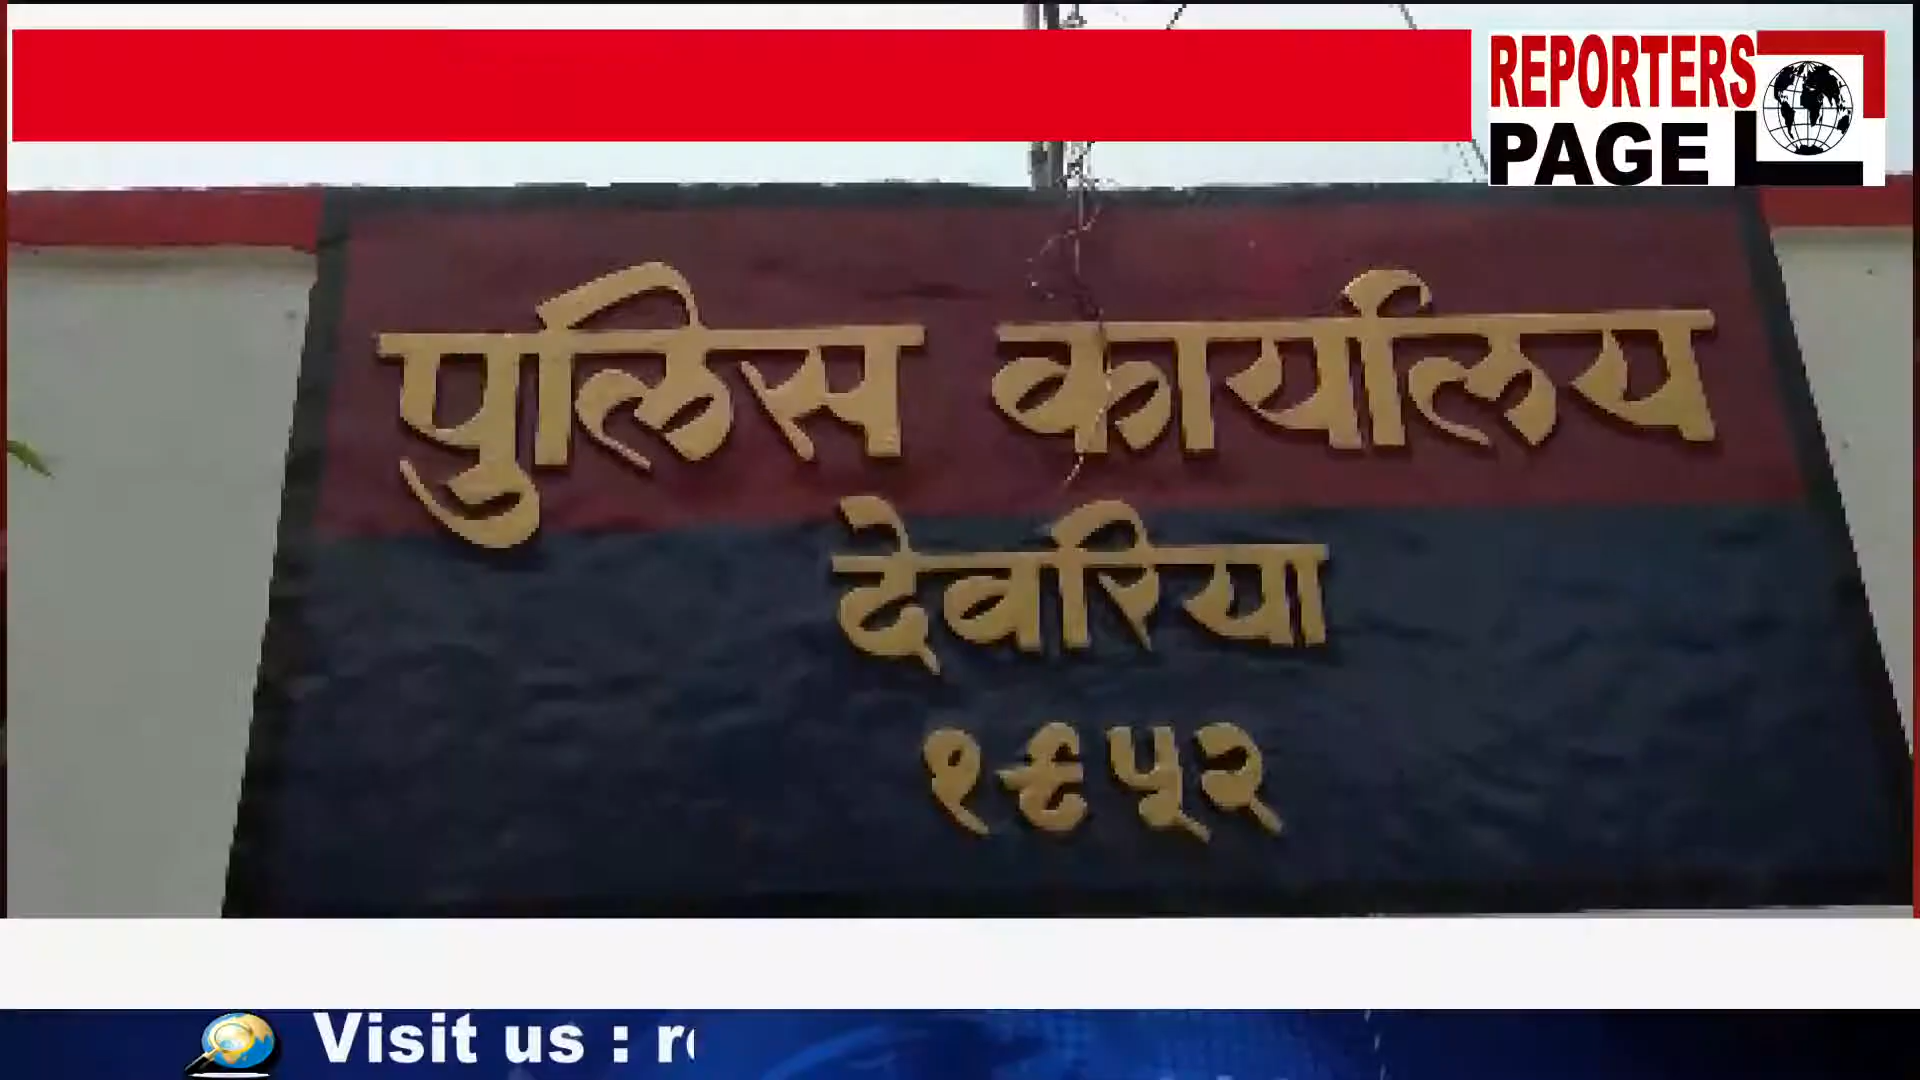 REPORTERS
PAGE
पुलिस कार्यालय
देवरिया
१९५२
Visit us :